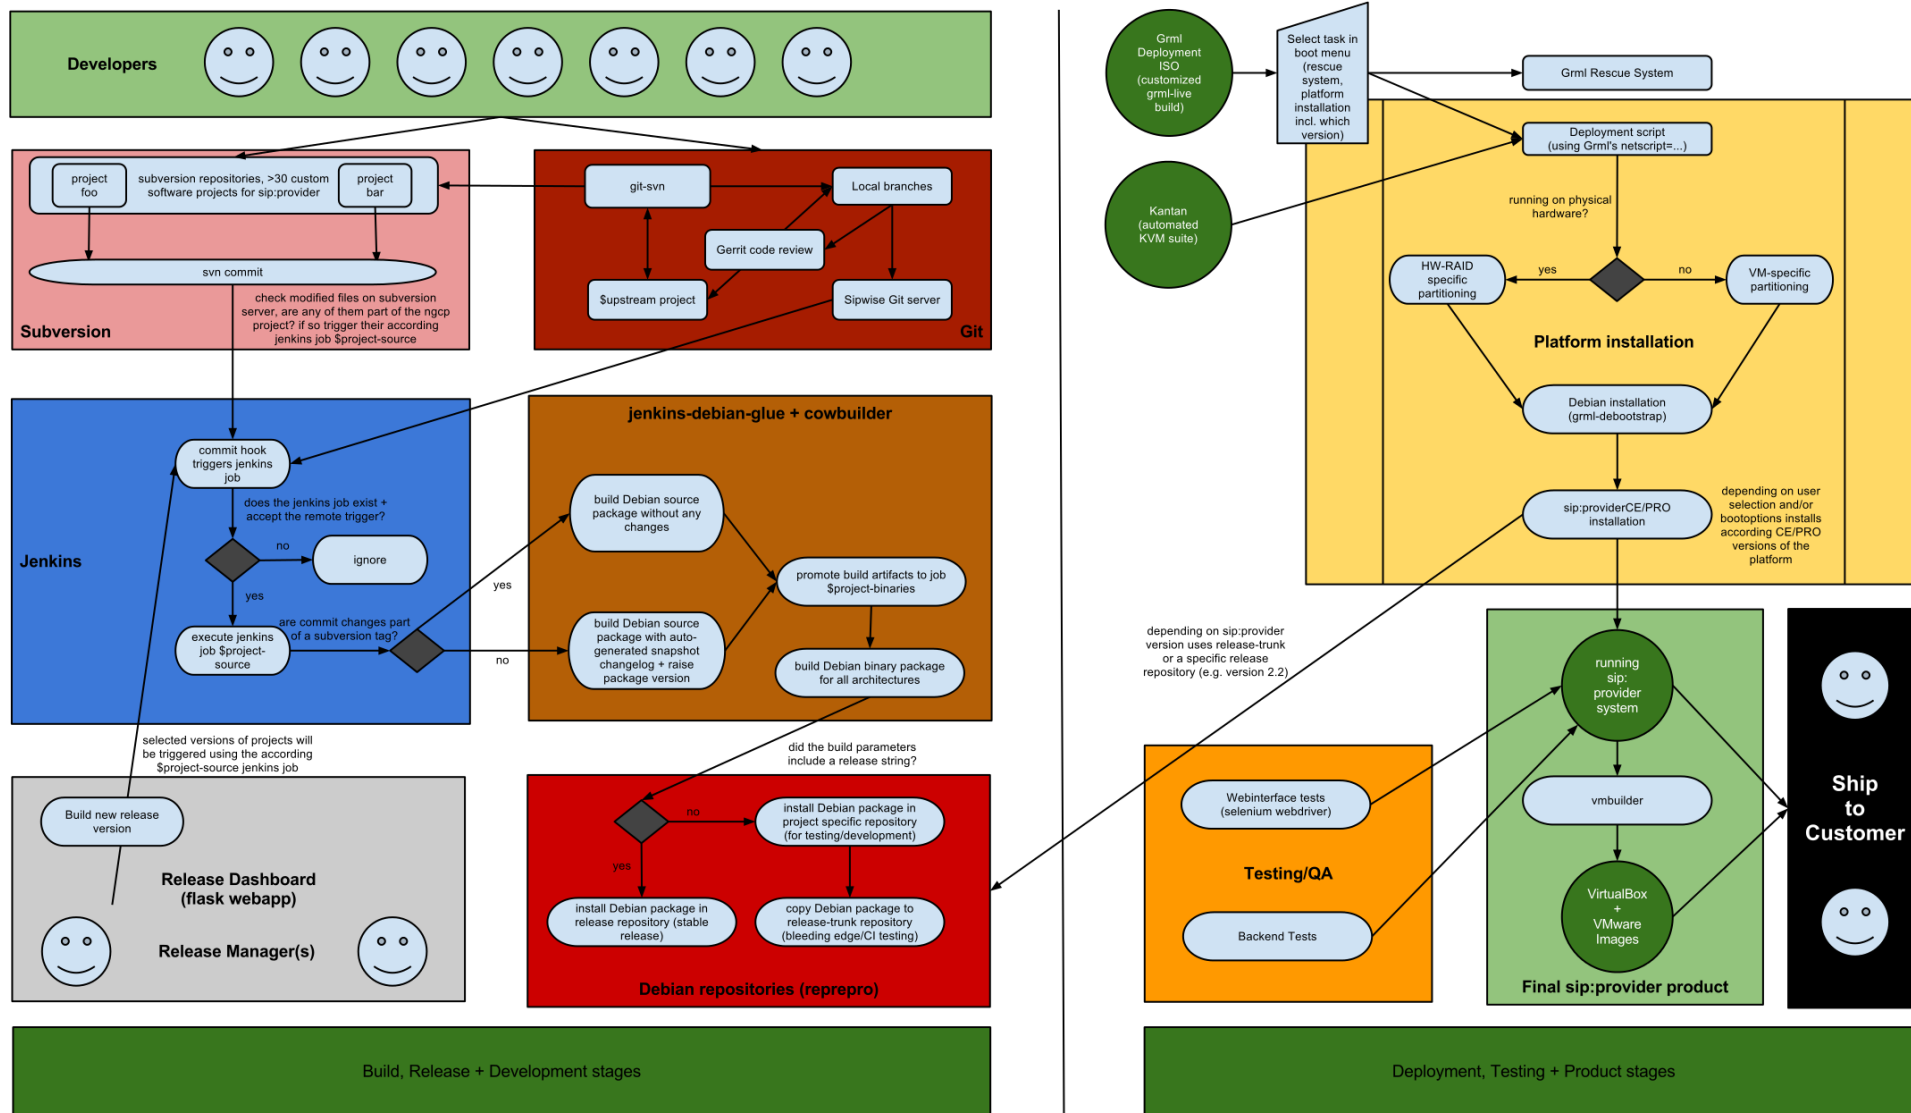 Developers
project
foo
subversion repositories, >30 custom
software projects for sip:provider
project
bar
svn commit
check modified files on subversion
server, are any of them part of the ngcp
project? if so trigger their according
jenkins job $project-source
Subversion
git-svn
Local branches
Gerrit code review
$upstream project
Sipwise Git server
Git
Jenkins
commit hook
triggers jenkins
job
does the jenkins job exist +
accept the remote trigger?
no
ignore
yes
execute jenkins
job $project-
source
are commit changes part
of a subversion tag?
yes
no
jenkins-debian-glue + cowbuilder
build Debian source
package without any
changes
build Debian source
package with auto-
generated snapshot
changelog + raise
package version
promote build artifacts to job
$project-binaries
build Debian binary package
for all architectures
selected versions of projects will
be triggered using the according
$project-source jenkins job
Build new release
version
Release Dashboard
(flask webapp)
Release Manager(s)
did the build parameters
include a release string?
no
yes
install Debian package in
project specific repository
(for testing/development)
install Debian package in
release repository (stable
release)
copy Debian package to
release-trunk repository
(bleeding edge/CI testing)
Debian repositories (reprepro)
Build, Release + Development stages
Grml
Deployment
ISO
(customized
grml-live
build)
Select task in
boot menu
(rescue
system,
platform
installation
incl. which
version)
Grml Rescue System
Kantan
(automated
KVM suite)
Deployment script
(using Grml's netscript=...)
running on physical
hardware?
yes
no
HW-RAID
specific
partitioning
VM-specific
partitioning
Platform installation
Debian installation
(grml-debootstrap)
sip:providerCE/PRO
installation
depending on user
selection and/or
bootoptions installs
according CE/PRO
versions of the
platform
depending on sip:provider
version uses release-trunk
or a specific release
repository (e.g. version 2.2)
Webinterface tests
(selenium webdriver)
Testing/QA
Backend Tests
running
sip:
provider
system
vmbuilder
VirtualBox
+
VMware
Images
Final sip:provider product
Ship
to
Customer
Deployment, Testing + Product stages